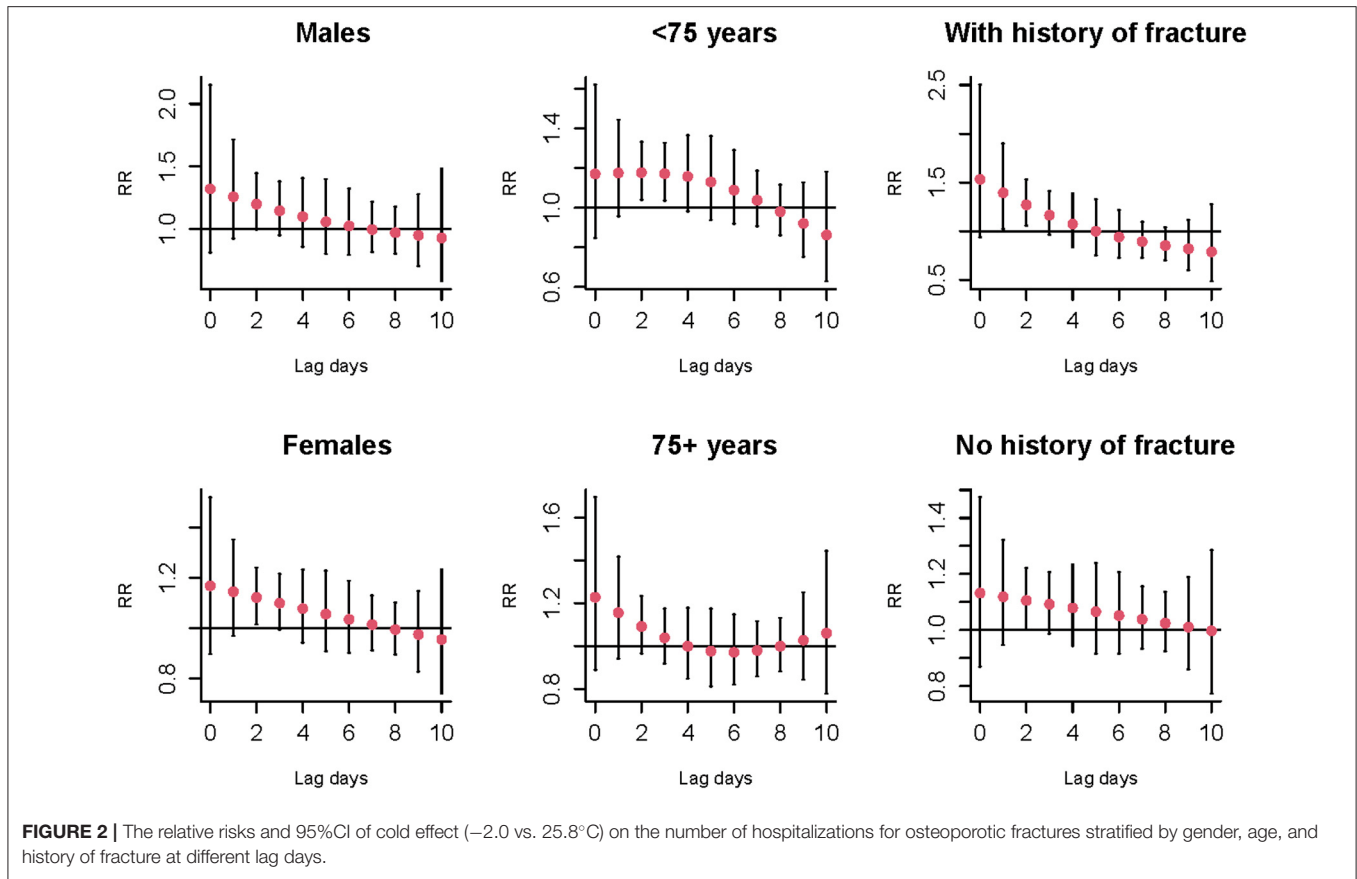 Males
RR
2.0
1.5
1.0
0 2 4 6 8 10
Lag days
<75 years
RR
1.4
1.0
0.6
0 2 4 6 8 10
Lag days
With history of fracture
RR
2.5
1.5
0.5
0 2 4 6 8 10
Lag days
Females
RR
1.2
0.8
0 2 4 6 8 10
Lag days
75+ years
RR
1.6
1.2
0.8
0 2 4 6 8 10
Lag days
No history of fracture
RR
1.4
1.2
1.0
0.8
0 2 4 6 8 10
Lag days
FIGURE 2 | The relative risks and 95%CI of cold effect (−2.0 vs. 25.8°C) on the number of hospitalizations for osteoporotic fractures stratified by gender, age, and
history of fracture at different lag days.